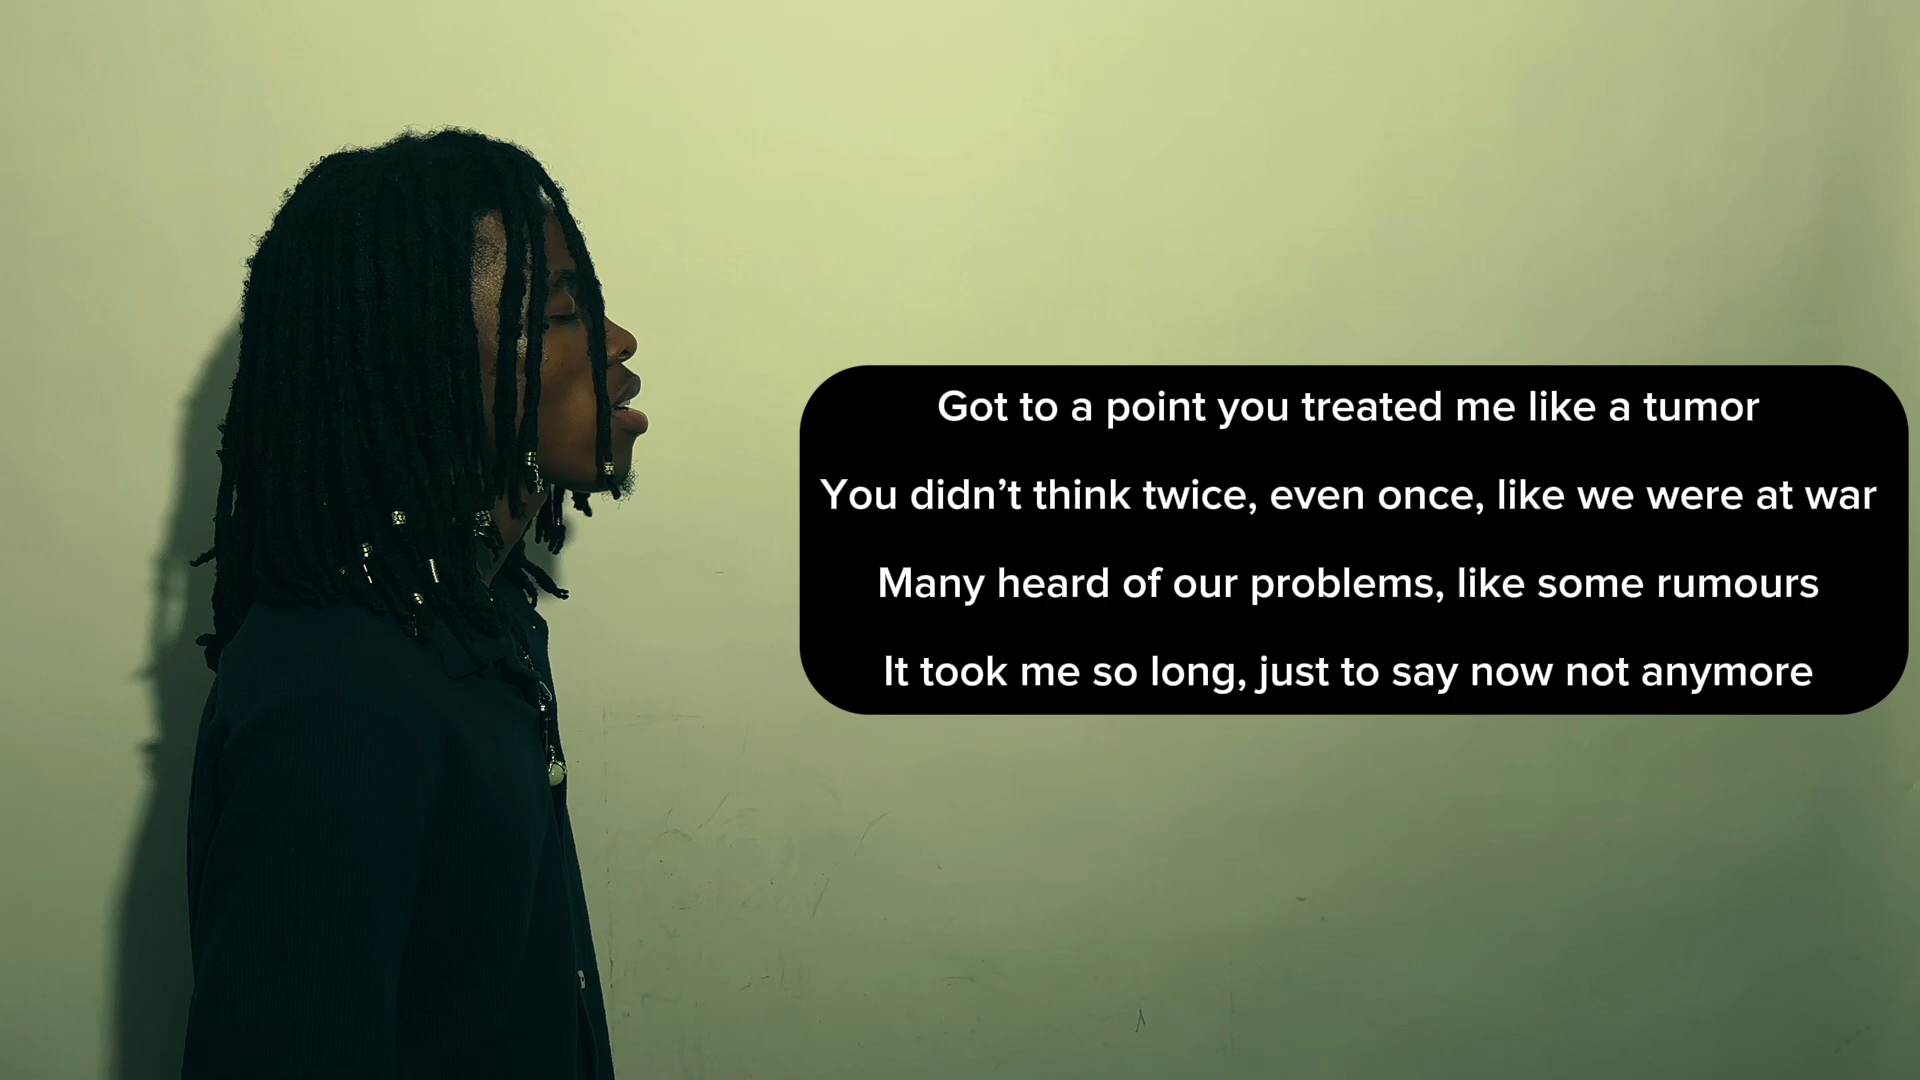 Got to a point you treated me like a tumor
You didn’t think twice, even once, like we were at war
Many heard of our problems, like some rumours
It took me so long, just to say now not anymore